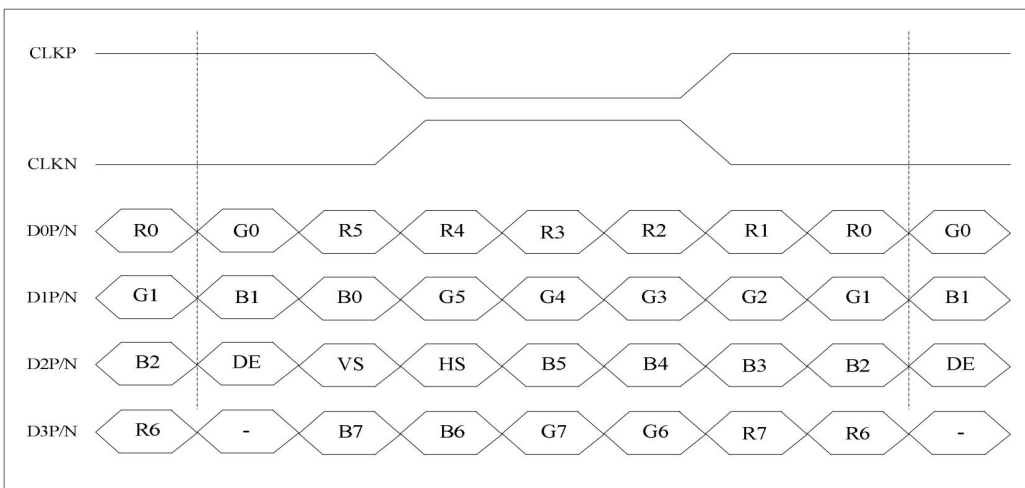 CLKP
CLKN
D0P/N R0 G0 R5 R4 R3 R2 R1 R0 G0
D1P/N G1 B1 B0 G5 G4 G3 G2 G1 B1
D2P/N B2 DE VS HS B5 B4 B3 B2 DE
D3P/N R6 - B7 B6 G7 G6 R7 R6 -